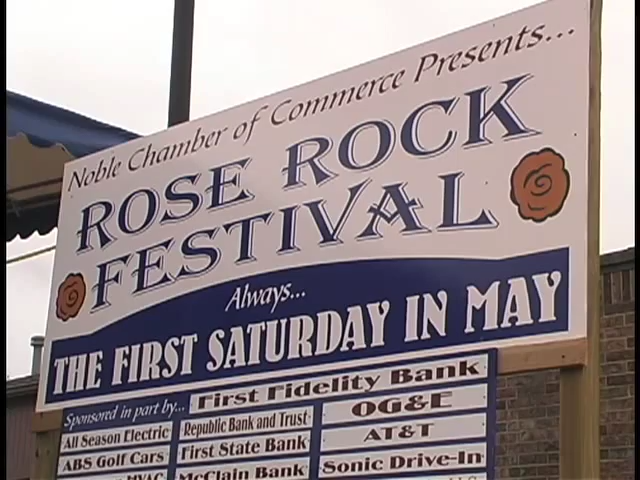 Noble Chamber of Commerce Presents...
ROSE ROCK
FESTIVAL
Always...
THE FIRST SATURDAY IN MAY
Sponsored in part by...
First Fidelity Bank
All Season Electric
Republic Bank and Trust
OG&E
ABS Golf Cars
First State Bank
AT&T
HVAC
McClain Bank
Sonic Drive-In